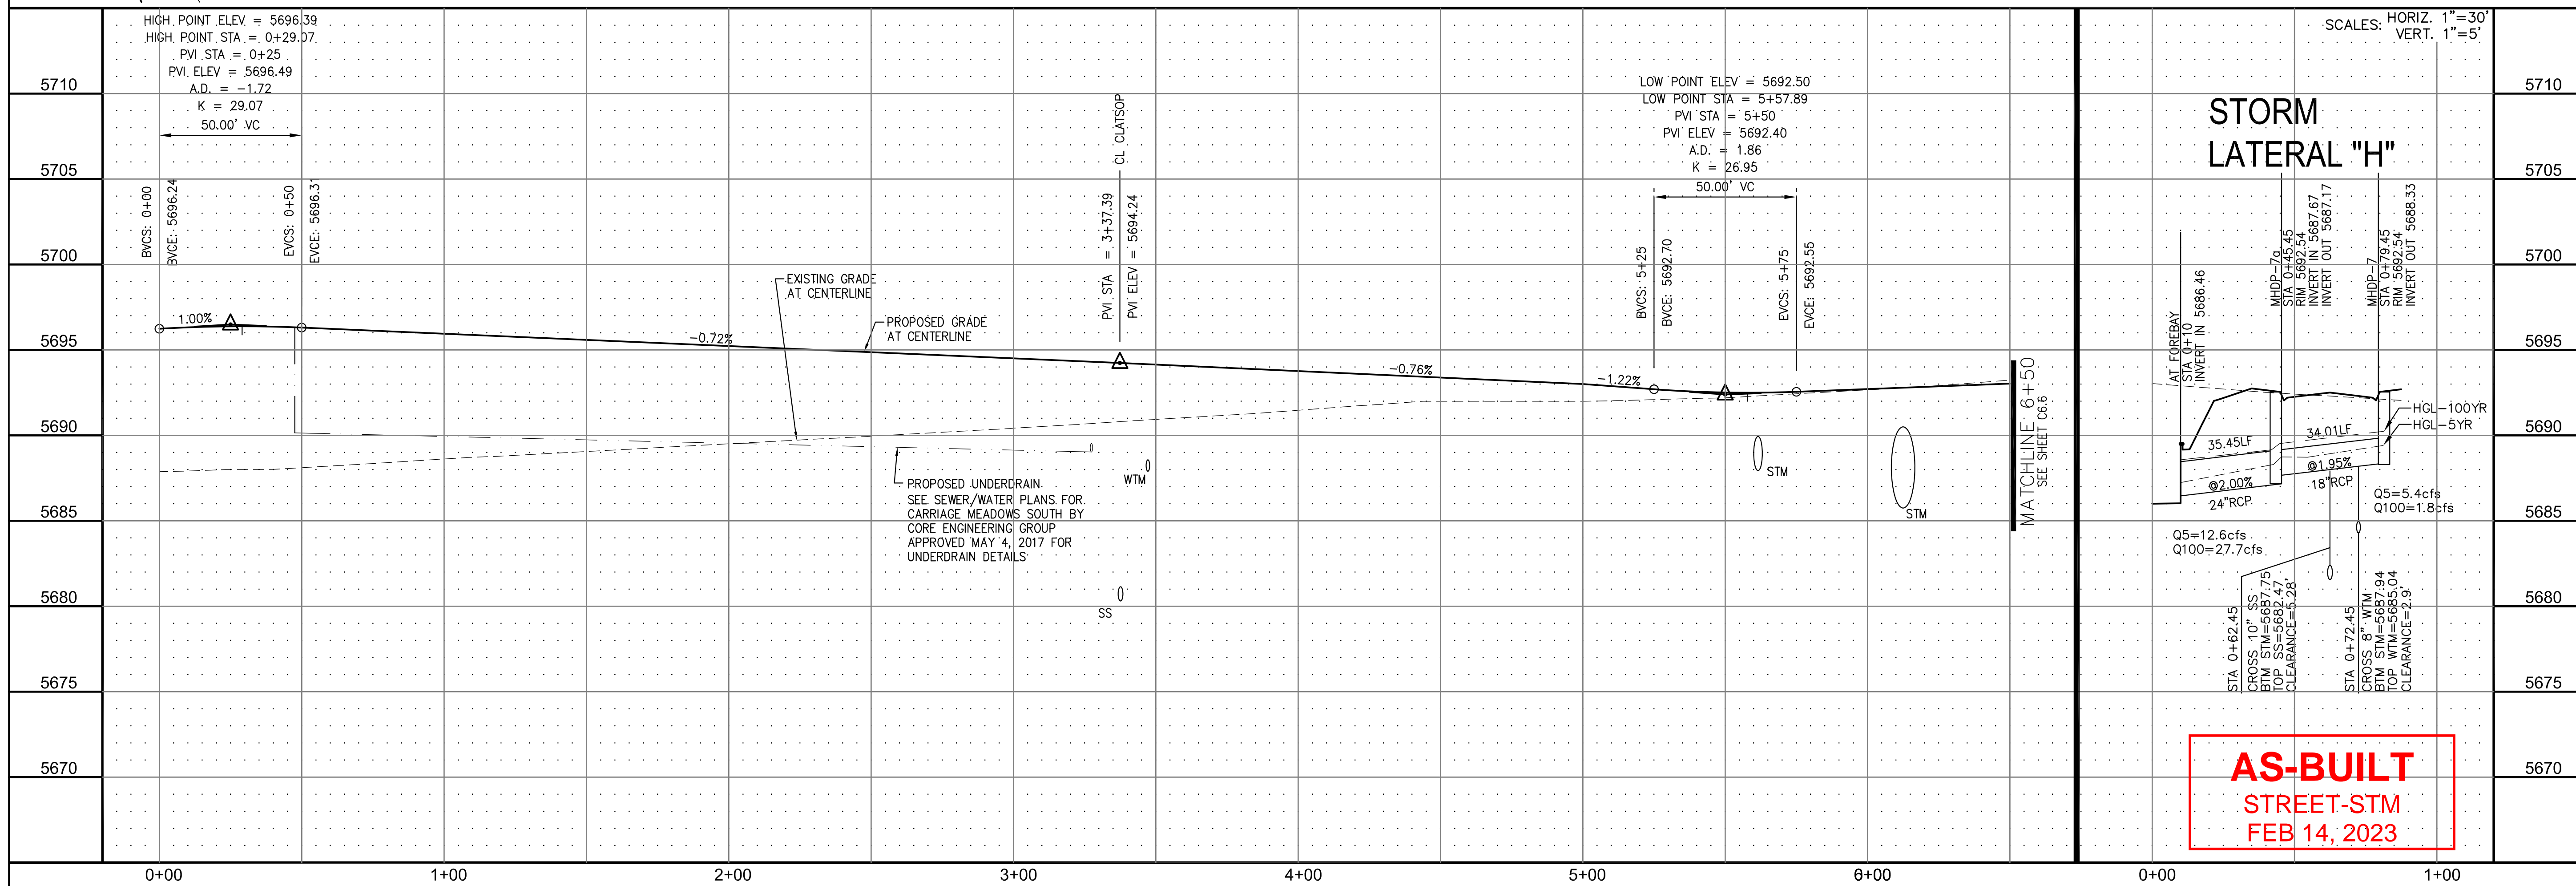 HIGH POINT ELEV = 5696.39
HIGH POINT STA = 0+29.07
PVI STA = 0+25
PVI ELEV = 5696.49
A.D. = -1.72
K = 29.07
50.00' VC
BVCS: 0+00
BVCE: 5696.24
EVCS: 0+50
EVCE: 5696.31
1.00%
-0.72%
EXISTING GRADE
AT CENTERLINE
PROPOSED GRADE
AT CENTERLINE
PROPOSED UNDERDRAIN
SEE SEWER/WATER PLANS FOR
CARRIAGE MEADOWS SOUTH BY
CORE ENGINEERING GROUP
APPROVED MAY 4, 2017 FOR
UNDERDRAIN DETAILS
CL CLATSOP
PVI STA = 3+37.39
PVI ELEV = 5694.24
WTM
SS
-0.76%
-1.22%
LOW POINT ELEV = 5692.50
LOW POINT STA = 5+57.89
PVI STA = 5+50
PVI ELEV = 5692.40
A.D. = 1.86
K = 26.95
50.00' VC
BVCS: 5+25
BVCE: 5692.70
EVCS: 5+75
EVCE: 5692.55
STM
STM
MATCHLINE 6+50
SEE SHEET C6.6
SCALES: HORIZ. 1"=30'
VERT. 1"=5'
STORM
LATERAL "H"
AT FOREBAY
STA 0+10
INVERT IN 5686.46
MHDP-7a
STA 0+45.45
RIM 5692.54
INVERT IN 5687.67
INVERT OUT 5687.17
MHDP-7
STA 0+79.45
RIM 5692.54
INVERT OUT 5688.33
HGL-100YR
HGL-5YR
35.45LF
@2.00%
24"RCP
34.01LF
@1.95%
18"RCP
Q5=5.4cfs
Q100=1.8cfs
Q5=12.6cfs
Q100=27.7cfs
STA 0+62.45
CROSS 10" SS
BTM STM=5687.75
TOP SS=5682.47
CLEARANCE=5.28'
STA 0+72.45
CROSS 8" WTM
BTM STM=5687.94
TOP WTM=5685.04
CLEARANCE=2.9'
AS-BUILT
STREET-STM
FEB 14, 2023
5710
5705
5700
5695
5690
5685
5680
5675
5670
5710
5705
5700
5695
5690
5685
5680
5675
5670
0+00 1+00 2+00 3+00 4+00 5+00 6+00 0+00 1+00